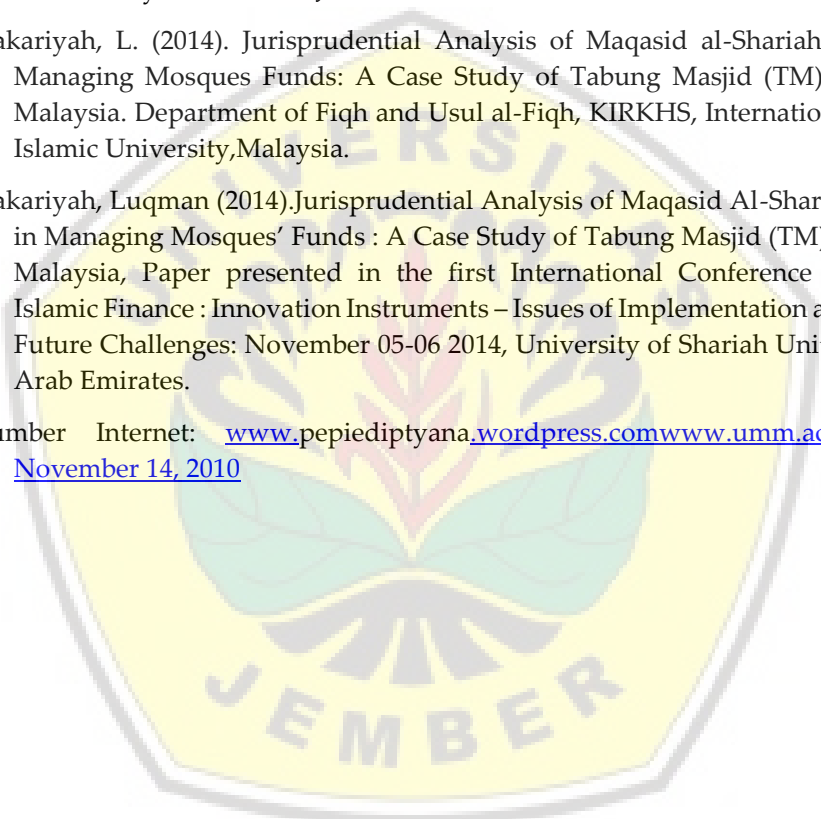 akariyah, L. (2014). Jurisprudential Analysis of Maqasid al-Shariah
Managing Mosques Funds: A Case Study of Tabung Masjid (TM)
Malaysia. Department of Fiqh and Usul al-Fiqh, KIRKHS, Internatio
Islamic University,Malaysia.
akariyah, Luqman (2014).Jurisprudential Analysis of Maqasid Al-Shar
in Managing Mosques’ Funds : A Case Study of Tabung Masjid (TM)
Malaysia, Paper presented in the first International Conference
Islamic Finance : Innovation Instruments – Issues of Implementation a
Future Challenges: November 05-06 2014, University of Shariah Unit
Arab Emirates.
umber Internet: www.pepiediptyana.wordpress.comwww.umm.ac
November 14, 2010
UNIVERSITAS
JEMBER